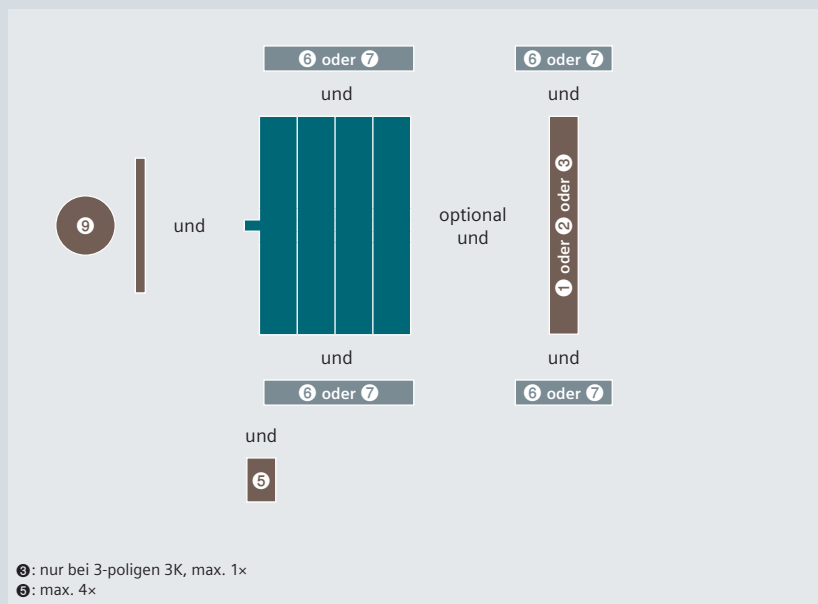 ❻ oder ❼
❻ oder ❼
und
und
❶ oder ❷ oder ❸
❾
und
optional
und
und
und
❻ oder ❼
❻ oder ❼
und
❺
❸: nur bei 3-poligen 3K, max. 1×
❺: max. 4×